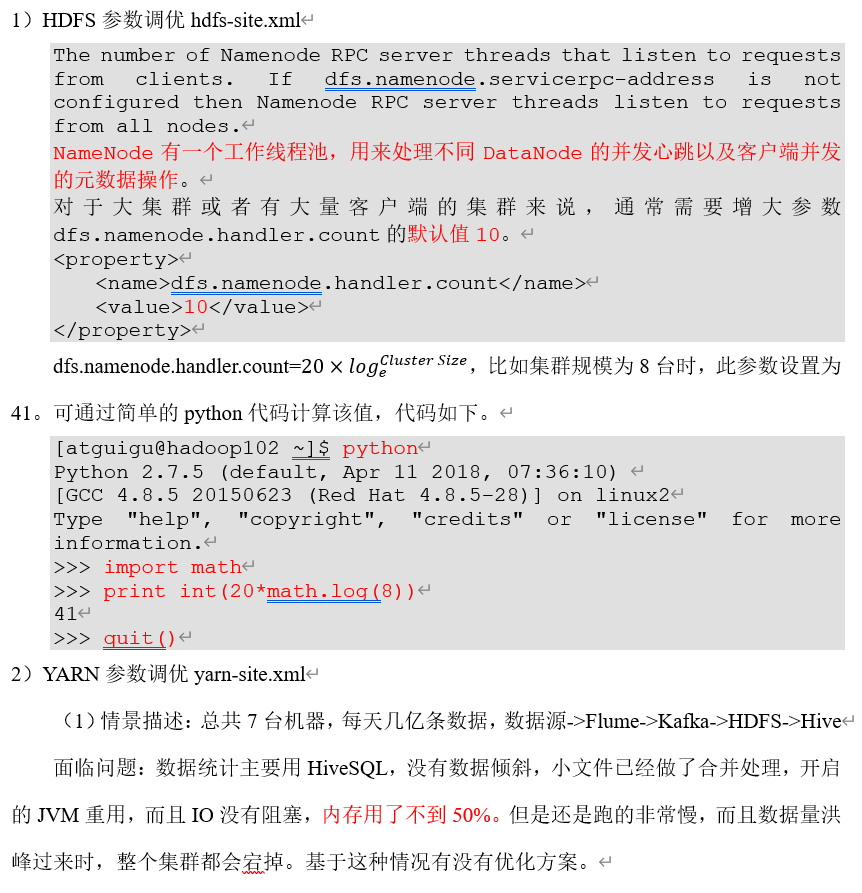 1）HDFS 参数调优 hdfs-site.xml
The number of Namenode RPC server threads that listen to requests
from clients. If dfs.namenode.servicerpc-address is not
configured then Namenode RPC server threads listen to requests
from all nodes.
NameNode 有一个工作线程池，用来处理不同 DataNode 的并发心跳以及客户端并发
的元数据操作。
对于大集群或者有大量客户端的集群来说，通常需要增大参数
dfs.namenode.handler.count 的默认值 10。
<property>
    <name>dfs.namenode.handler.count</name>
    <value>10</value>
</property>
dfs.namenode.handler.count=20 × log_e^{Cluster Size}，比如集群规模为 8 台时，此参数设置为
41。可通过简单的 python 代码计算该值，代码如下。
[atguigu@hadoop102 ~]$ python
Python 2.7.5 (default, Apr 11 2018, 07:36:10)
[GCC 4.8.5 20150623 (Red Hat 4.8.5-28)] on linux2
Type "help", "copyright", "credits" or "license" for more
information.
>>> import math
>>> print int(20*math.log(8))
41
>>> quit()
2）YARN 参数调优 yarn-site.xml
（1）情景描述：总共 7 台机器，每天几亿条数据，数据源->Flume->Kafka->HDFS->Hive
面临问题：数据统计主要用 HiveSQL，没有数据倾斜，小文件已经做了合并处理，开启
的 JVM 重用，而且 IO 没有阻塞，内存用了不到 50%。但是还是跑的非常慢，而且数据量洪
峰过来时，整个集群都会宕掉。基于这种情况有没有优化方案。